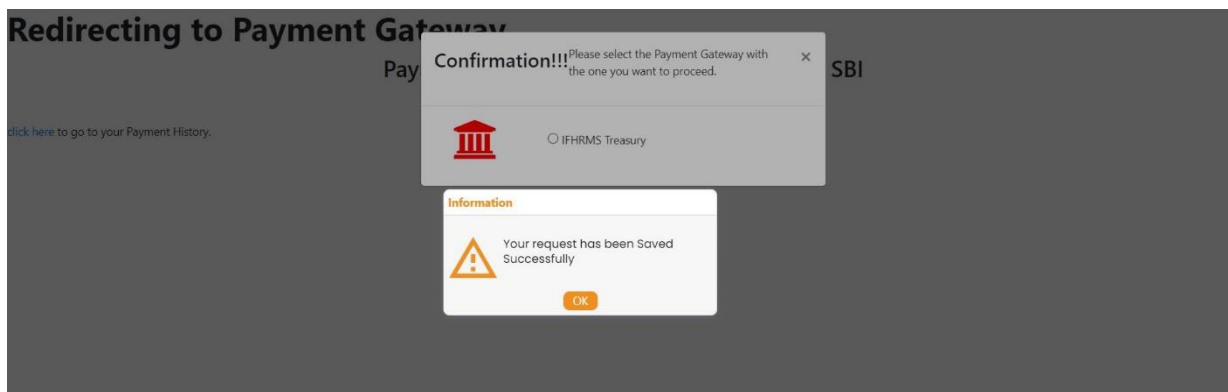 Redirecting to Payment Gateway
Pay
SBI
Confirmation!!!
Please select the Payment Gateway with
the one you want to proceed.
×
click here to go to your Payment History.
IFHRMS Treasury
Information
Your request has been Saved
Successfully
OK